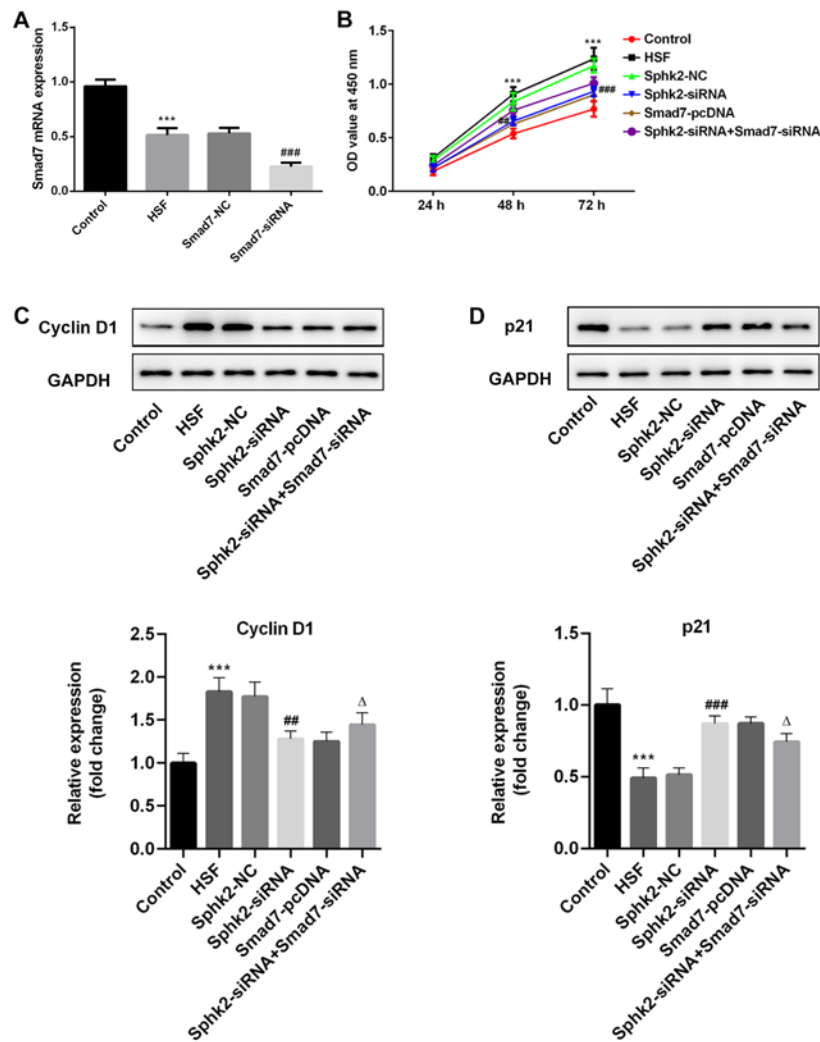 A
Smad7 mRNA expression
1.5
1.0
0.5
0.0
***
###
Control
HSF
Smad7-NC
Smad7-siRNA
B
OD value at 450 nm
1.5
1.0
0.5
0.0
***
***
##
###
24 h
48 h
72 h
Control
HSF
Sphk2-NC
Sphk2-siRNA
Smad7-pcDNA
Sphk2-siRNA+Smad7-siRNA
C
Cyclin D1
GAPDH
Control
HSF
Sphk2-NC
Sphk2-siRNA
Smad7-pcDNA
Sphk2-siRNA+Smad7-siRNA
D
p21
GAPDH
Control
HSF
Sphk2-NC
Sphk2-siRNA
Smad7-pcDNA
Sphk2-siRNA+Smad7-siRNA
Cyclin D1
Relative expression
(fold change)
2.5
2.0
1.5
1.0
0.5
0.0
***
##
Δ
Control
HSF
Sphk2-NC
Sphk2-siRNA
Smad7-pcDNA
Sphk2-siRNA+Smad7-siRNA
p21
Relative expression
(fold change)
1.5
1.0
0.5
0.0
***
###
Δ
Control
HSF
Sphk2-NC
Sphk2-siRNA
Smad7-pcDNA
Sphk2-siRNA+Smad7-siRNA